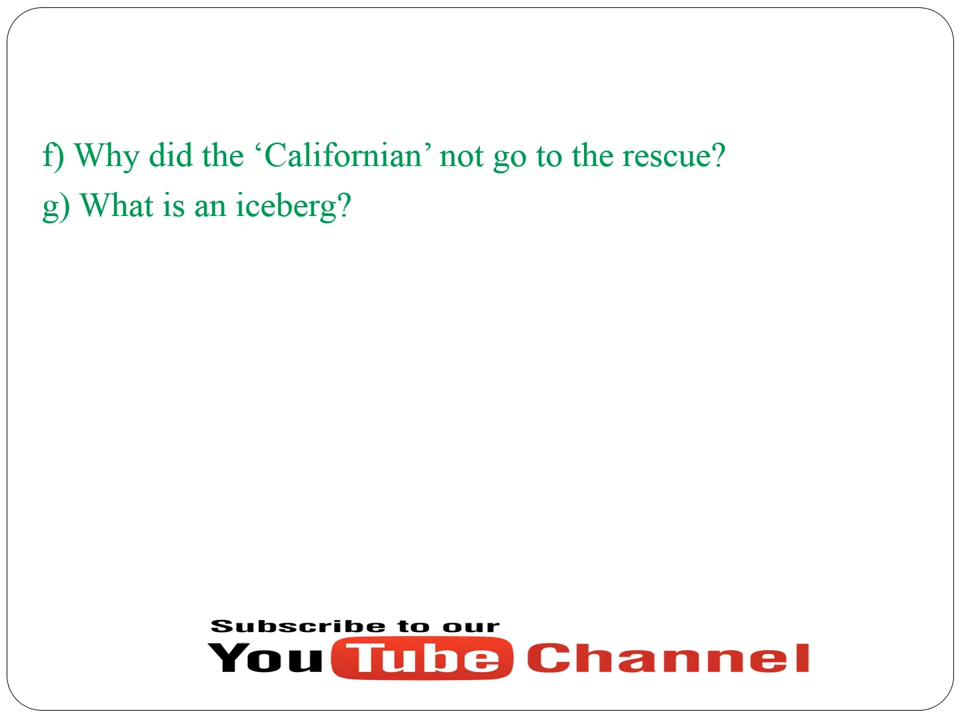 f) Why did the ‘Californian’ not go to the rescue?
g) What is an iceberg?
Subscribe to our
YouTube Channel